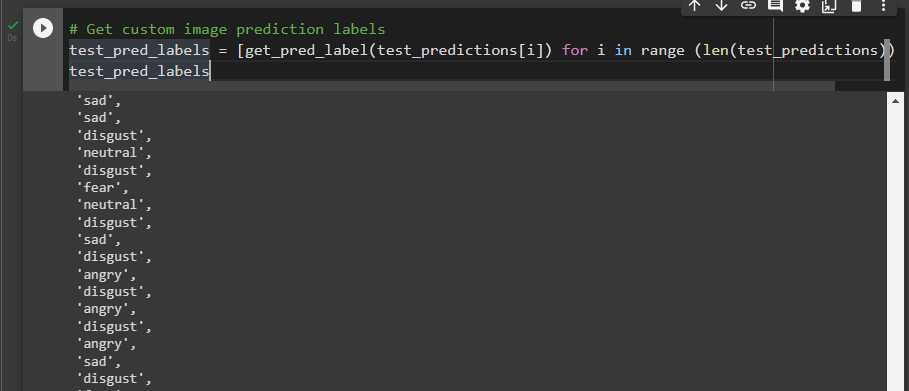 # Get custom image prediction labels
test_pred_labels = [get_pred_label(test_predictions[i]) for i in range (len(test_predictions))
test_pred_labels
0s
'sad',
'sad',
'disgust',
'neutral',
'disgust',
'fear',
'neutral',
'disgust',
'sad',
'disgust',
'angry',
'disgust',
'angry',
'disgust',
'angry',
'sad',
'disgust',